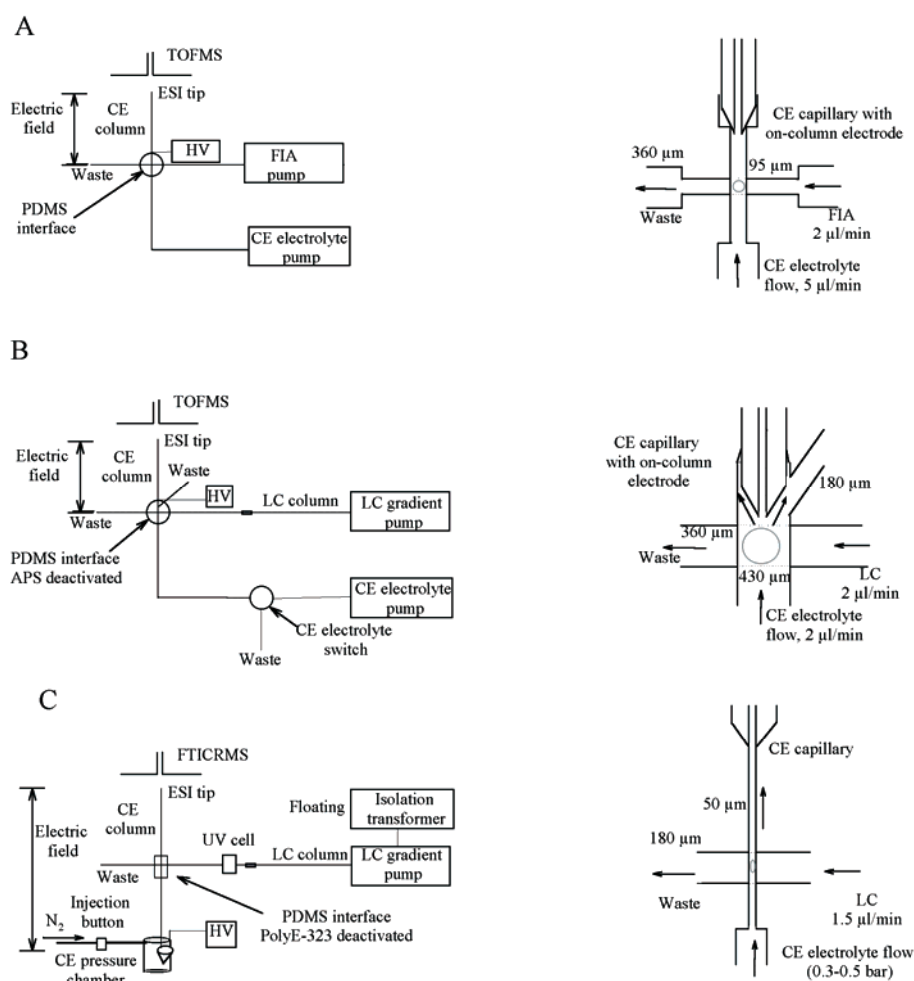 A
TOFMS
ESI tip
Electric
field
CE
column
HV
Waste
FIA
pump
PDMS
interface
CE electrolyte
pump
CE capillary with
on-column electrode
360 µm
95 µm
Waste
FIA
2 µl/min
CE electrolyte
flow, 5 µl/min
B
TOFMS
ESI tip
Electric
field
CE
column
Waste
HV
LC column
LC gradient
pump
Waste
PDMS interface
APS deactivated
CE electrolyte
pump
CE electrolyte
switch
Waste
CE capillary
with on-column
electrode
180 µm
360 µm
Waste
430 µm
LC
2 µl/min
CE electrolyte
flow, 2 µl/min
C
FTICRMS
ESI tip
CE
column
Floating
Isolation
transformer
Electric
field
UV cell
LC column
LC gradient
pump
Waste
Injection
button
N2
PDMS interface
PolyE-323 deactivated
HV
CE pressure
chamber
CE capillary
50 µm
180 µm
Waste
LC
1.5 µl/min
CE electrolyte flow
(0.3-0.5 bar)